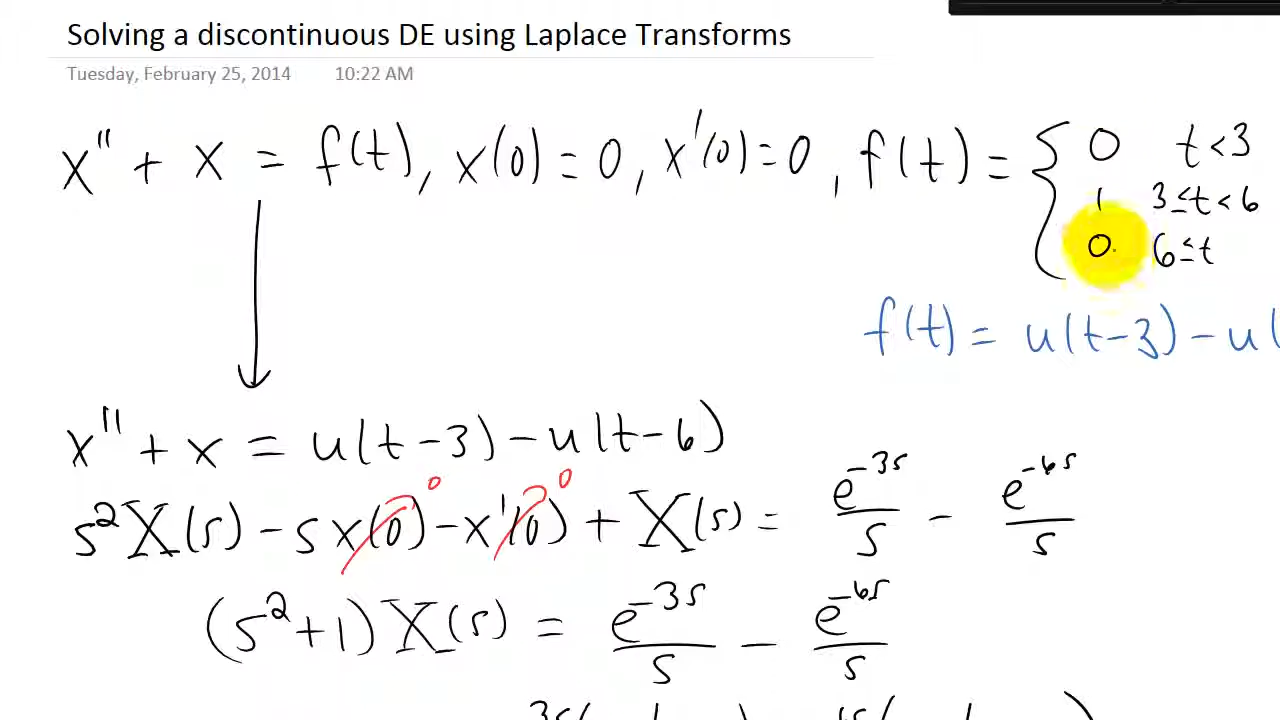 Solving a discontinuous DE using Laplace Transforms
Tuesday, February 25, 2014 10:22 AM
x'' + x = f(t), x(0) = 0, x'(0) = 0, f(t) = { 0 t < 3
1 3 ≤ t < 6
0 6 ≤ t
f(t) = u(t-3) - u(
x'' + x = u(t-3) - u(t-6)
s²X(s) - sx(0)⁰ - x'(0)⁰ + X(s) = e^-3s/s - e^-6s/s
(s²+1)X(s) = e^-3s/s - e^-6s/s